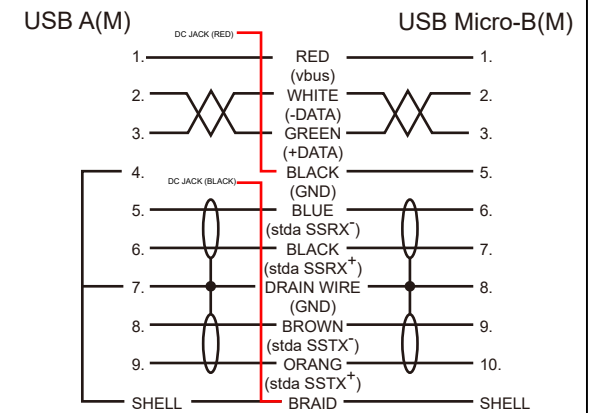 USB A(M) USB Micro-B(M)
DC JACK (RED)
1. RED 1.
(vbus)
2. WHITE 2.
(-DATA)
3. GREEN 3.
(+DATA)
4. BLACK 5.
DC JACK (BLACK)
(GND)
5. BLUE 6.
(stda SSRX-)
6. BLACK 7.
(stda SSRX+)
7. DRAIN WIRE 8.
(GND)
8. BROWN 9.
(stda SSTX-)
9. ORANG 10.
(stda SSTX+)
SHELL BRAID SHELL